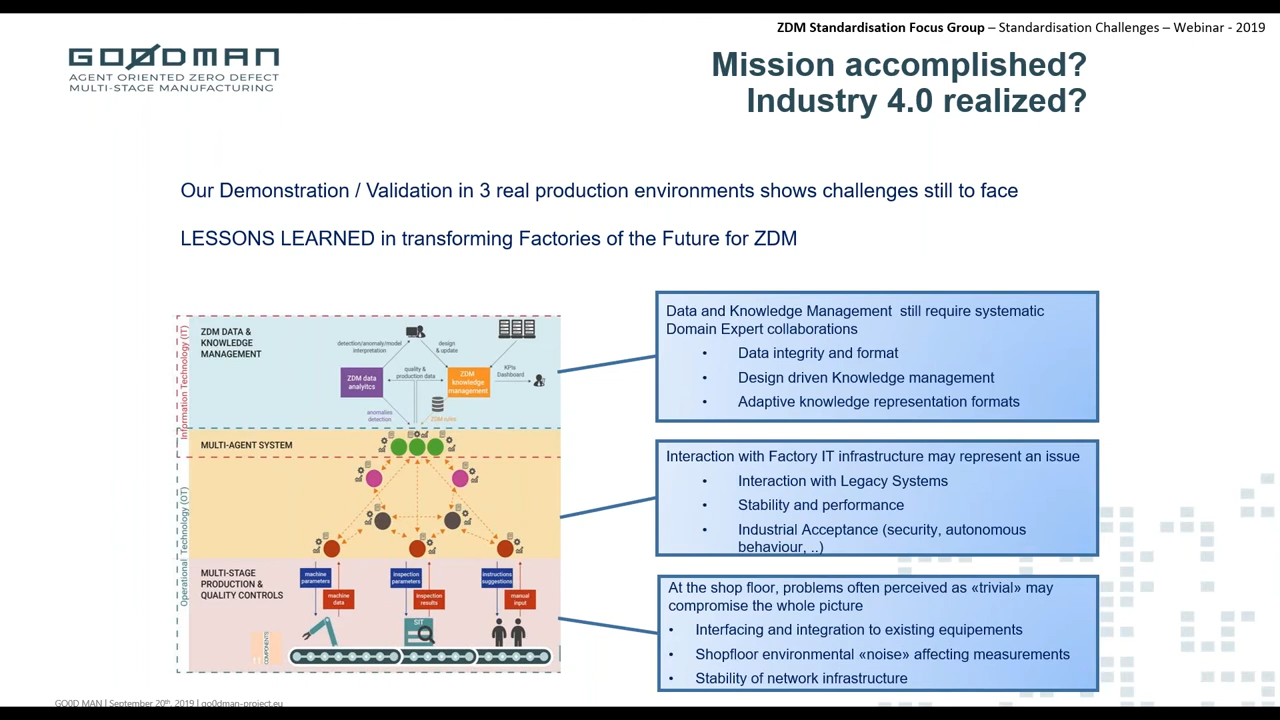 ZDM Standardisation Focus Group – Standardisation Challenges – Webinar - 2019
GO0DMAN
AGENT ORIENTED ZERO DEFECT
MULTI-STAGE MANUFACTURING
Mission accomplished?
Industry 4.0 realized?
Our Demonstration / Validation in 3 real production environments shows challenges still to face
LESSONS LEARNED in transforming Factories of the Future for ZDM
Information Technology (IT)
ZDM DATA &
KNOWLEDGE
MANAGEMENT
detection/anomaly/model
interpretation
design
& update
ZDM data
analyitcs
quality &
production data
ZDM
knowledge
management
KPIs
Dashboard
anomalies
detection
ZDM rules
MULTI-AGENT SYSTEM
Operational Technology (OT)
MULTI-STAGE
PRODUCTION &
QUALITY CONTROLS
machine
parameters
machine
data
inspection
parameters
inspection
results
instructions
suggestions
manual
input
SIT
COMPONENTS
Data and Knowledge Management still require systematic
Domain Expert collaborations
• Data integrity and format
• Design driven Knowledge management
• Adaptive knowledge representation formats
Interaction with Factory IT infrastructure may represent an issue
• Interaction with Legacy Systems
• Stability and performance
• Industrial Acceptance (security, autonomous
behaviour, ..)
At the shop floor, problems often perceived as «trivial» may
compromise the whole picture
• Interfacing and integration to existing equipements
• Shopfloor environmental «noise» affecting measurements
• Stability of network infrastructure
GO0D MAN | September 20th, 2019 | go0dman-project.eu